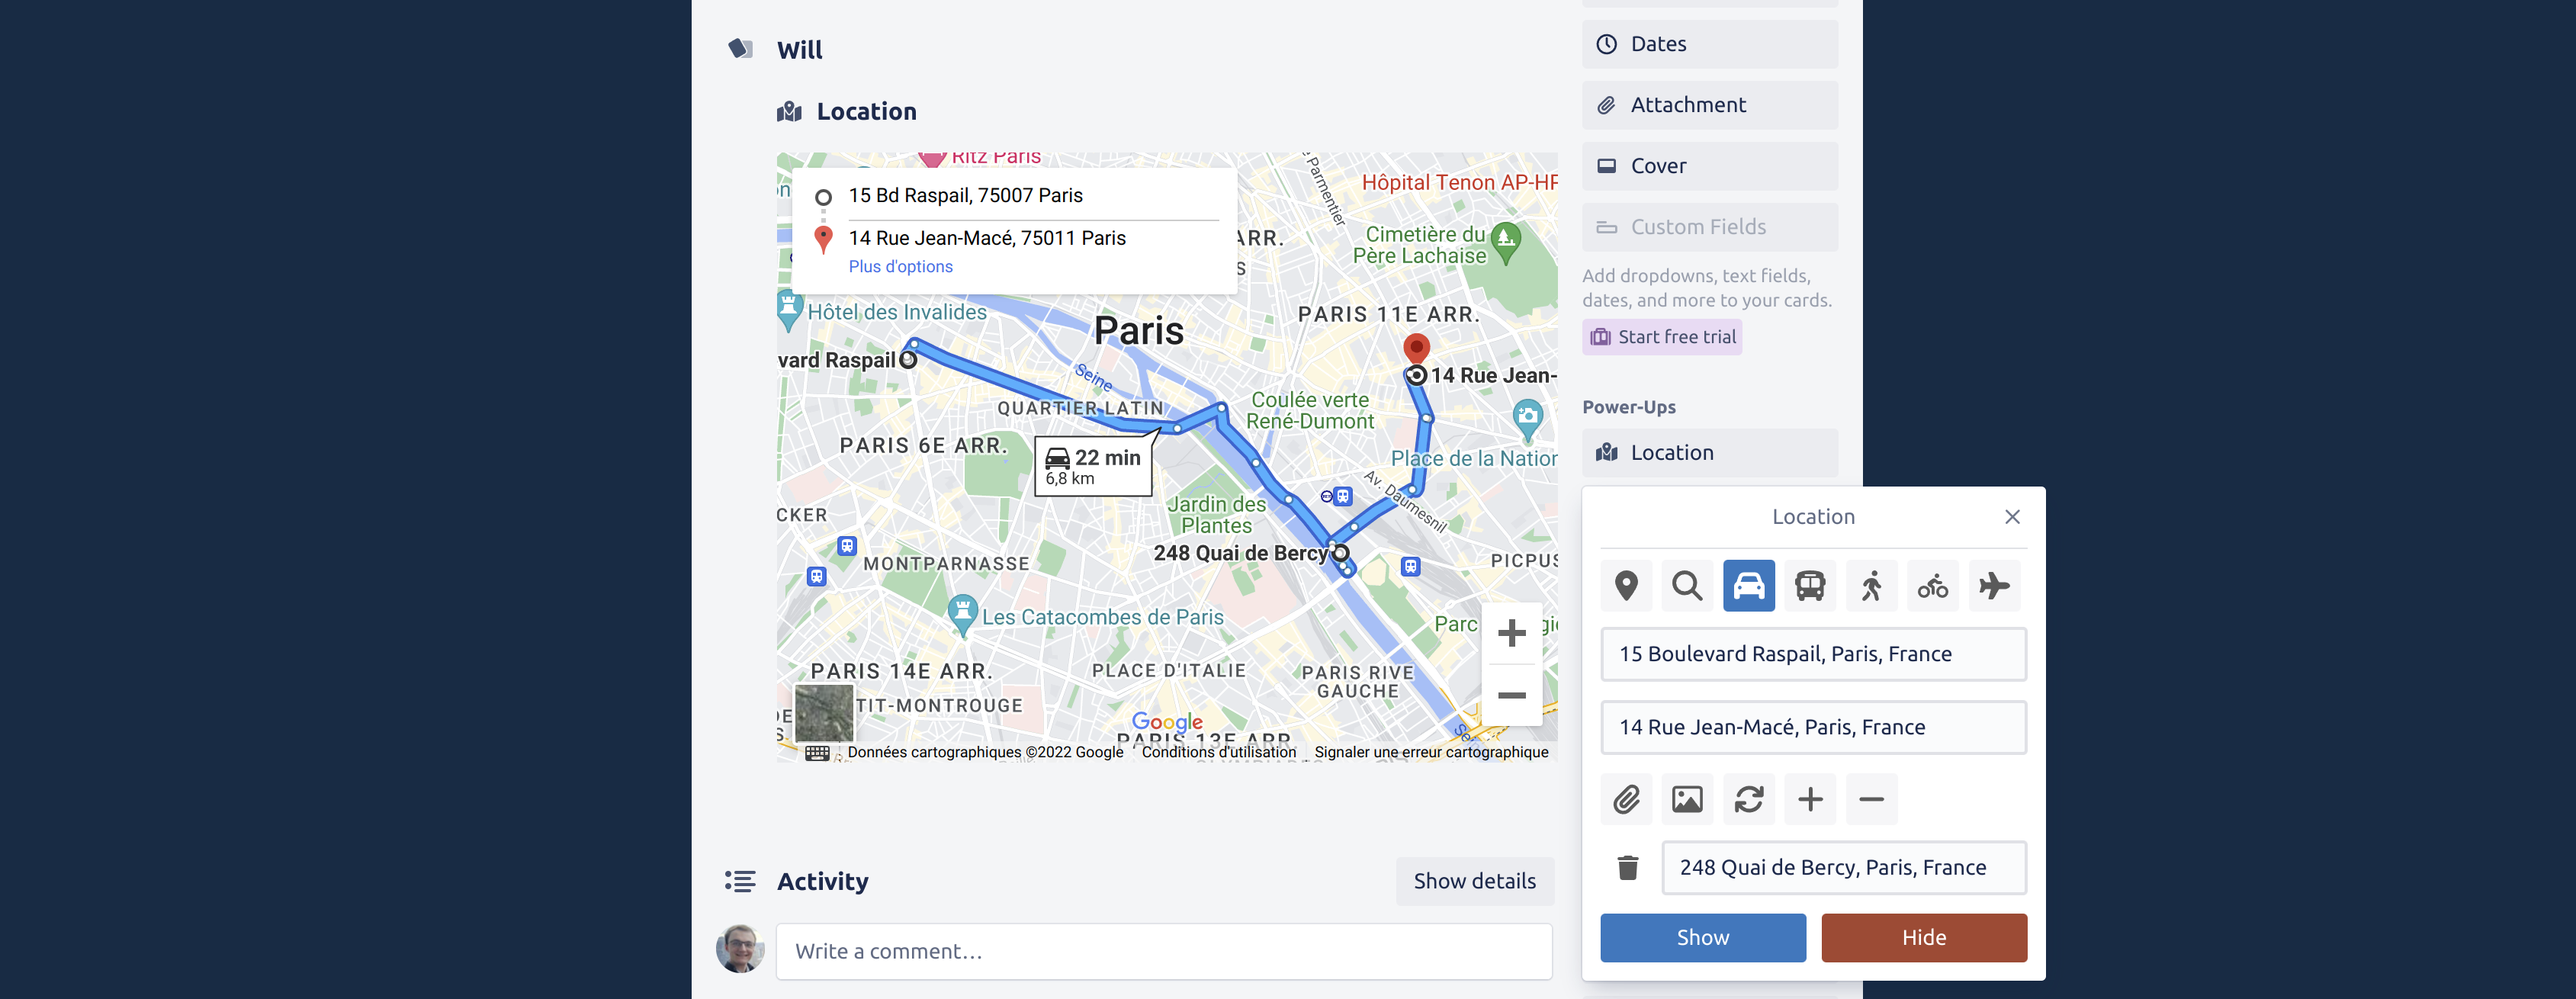 Will
Location
Ritz Paris
15 Bd Raspail, 75007 Paris
14 Rue Jean-Macé, 75011 Paris
Plus d'options
Parmentier
Hôpital Tenon AP-HP
ARR.
Cimetière du
Père Lachaise
Hôtel des Invalides
Paris
PARIS 11E ARR.
vard Raspail
Seine
14 Rue Jean-
QUARTIER LATIN
Coulée verte
René-Dumont
PARIS 6E ARR.
22 min
6,8 km
Place de la Nation
Av. Daumesnil
Jardin des
Plantes
CKER
248 Quai de Bercy
MONTPARNASSE
PICPUS
Les Catacombes de Paris
Parc
PARIS 14E ARR.
PLACE D'ITALIE
PARIS RIVE
GAUCHE
TIT-MONTROUGE
Google
PARIS 13E ARR.
Données cartographiques ©2022 Google
Conditions d'utilisation
Signaler une erreur cartographique
Activity
Show details
Write a comment…
Dates
Attachment
Cover
Custom Fields
Add dropdowns, text fields,
dates, and more to your cards.
Start free trial
Power-Ups
Location
Location
15 Boulevard Raspail, Paris, France
14 Rue Jean-Macé, Paris, France
248 Quai de Bercy, Paris, France
Show
Hide